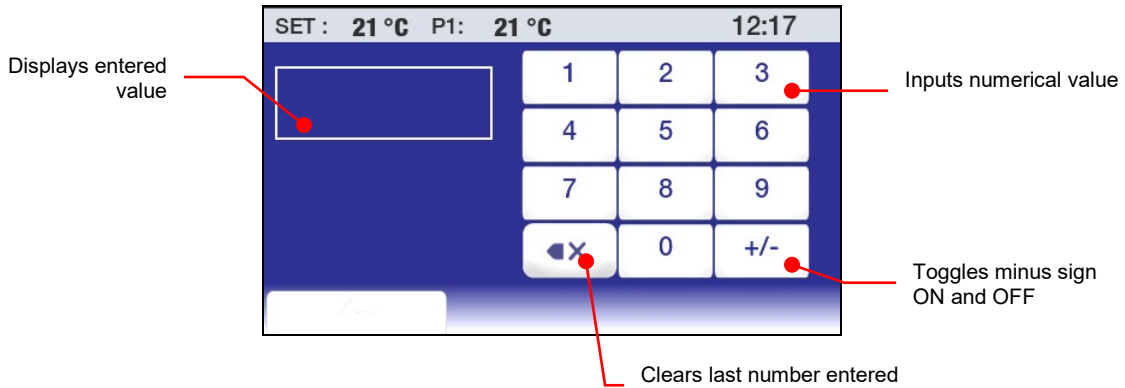 SET : 21 °C P1: 21 °C 12:17
Displays entered
value
1 2 3
Inputs numerical value
4 5 6
7 8 9
0 +/-
Toggles minus sign
ON and OFF
Clears last number entered